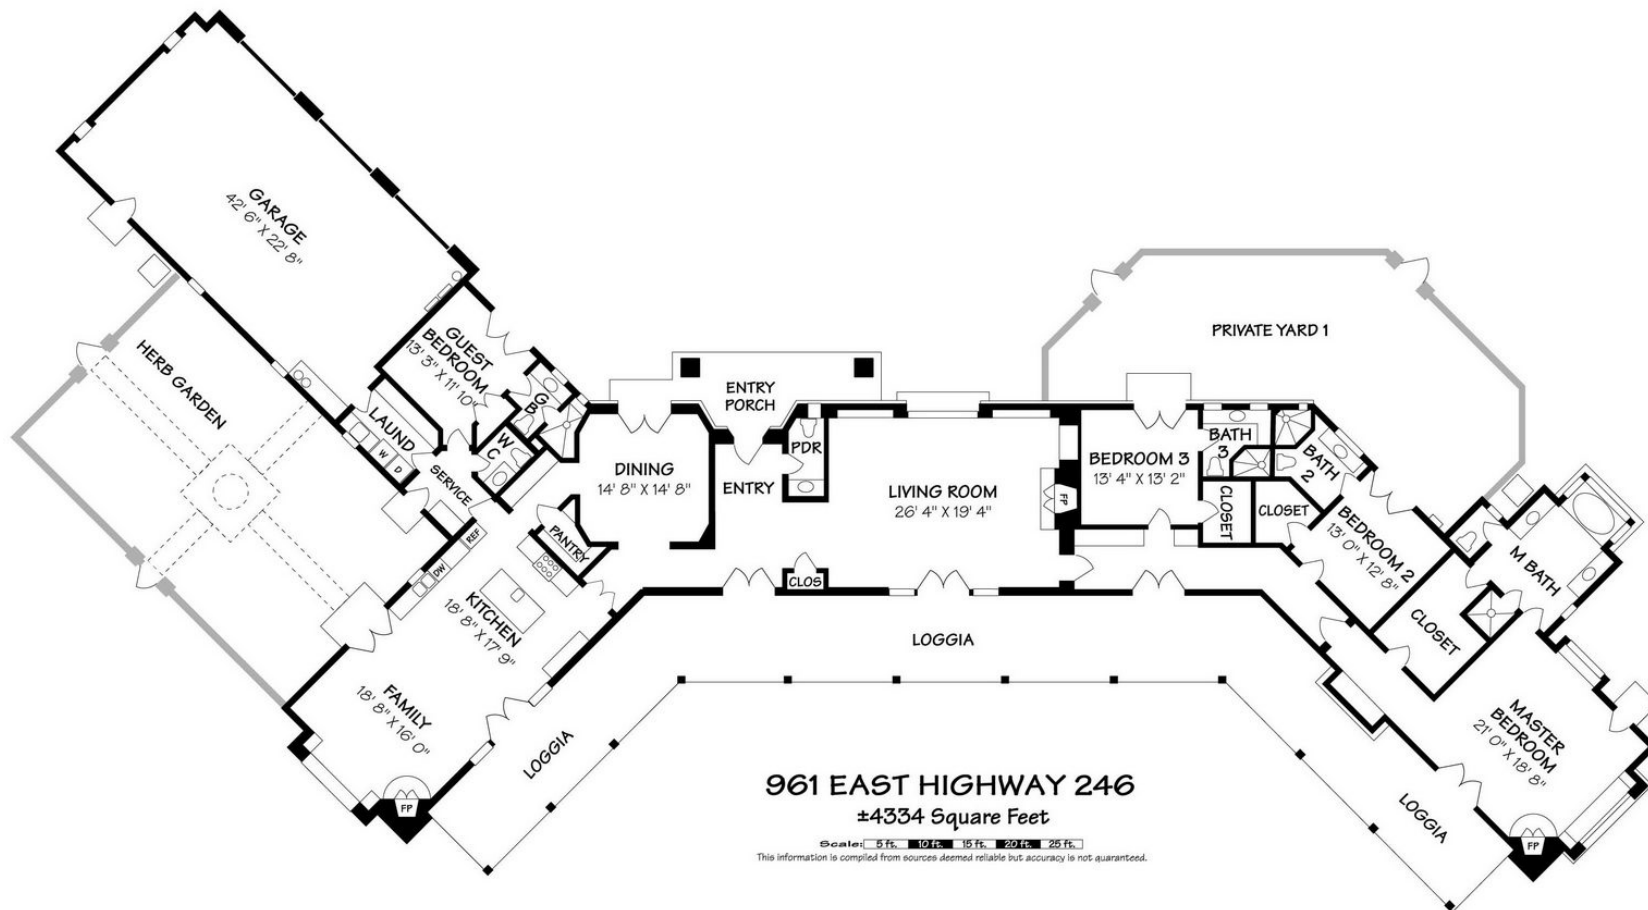 GARAGE
42' 6" X 22' 8"
HERB GARDEN
GUEST
BEDROOM
13' 3" X 11' 10"
G
B
LAUND
W
D
W
C
SERVICE
REF
DW
PANTRY
KITCHEN
18' 8" X 17' 9"
FAMILY
18' 8" X 16' 0"
FP
LOGGIA
DINING
14' 8" X 14' 8"
ENTRY
PORCH
ENTRY
PDR
CLOS
LIVING ROOM
26' 4" X 19' 4"
FP
LOGGIA
PRIVATE YARD 1
BEDROOM 3
13' 4" X 13' 2"
BATH
3
CLOSET
BATH
2
CLOSET
BEDROOM 2
13' 0" X 12' 8"
M BATH
CLOSET
MASTER
BEDROOM
21' 0" X 18' 8"
FP
LOGGIA
961 EAST HIGHWAY 246
±4334 Square Feet
Scale: 5 ft. 10 ft. 15 ft. 20 ft. 25 ft.
This information is compiled from sources deemed reliable but accuracy is not guaranteed.